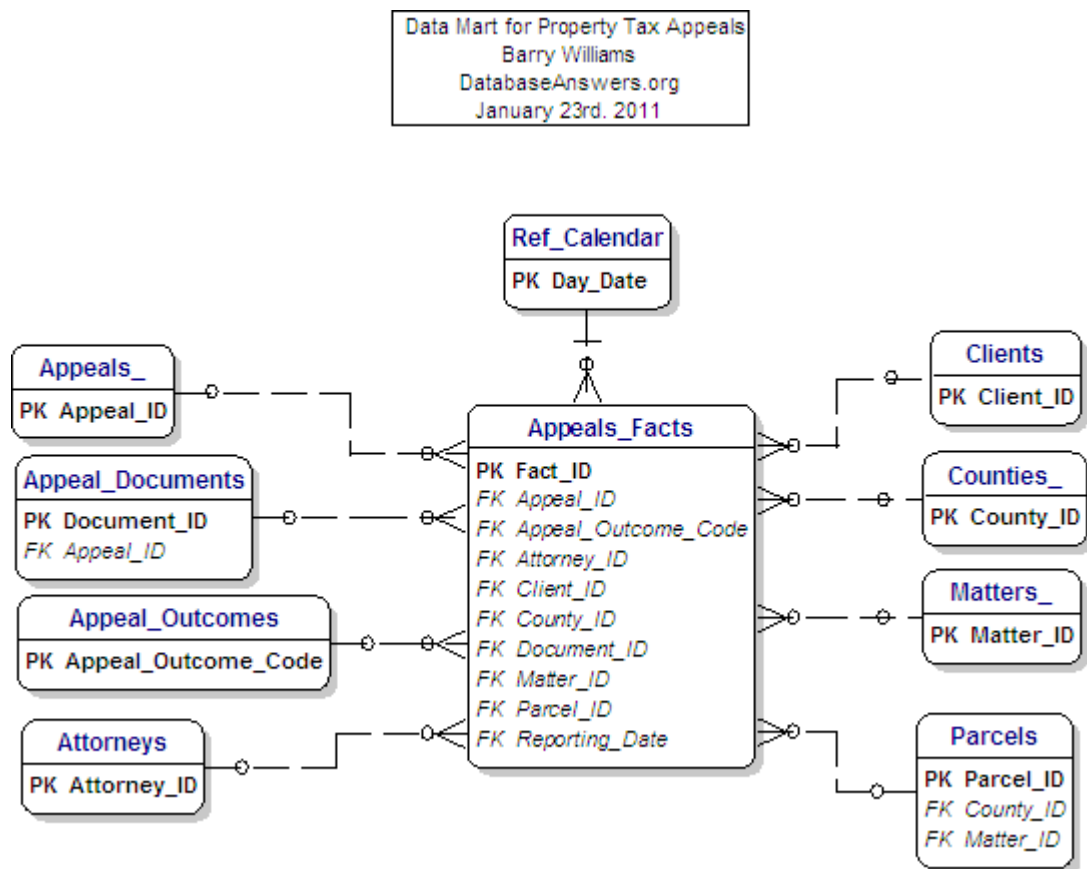 Data Mart for Property Tax Appeals
Barry Williams
DatabaseAnswers.org
January 23rd. 2011
Ref_Calendar
PK Day_Date
Appeals_
PK Appeal_ID
Appeal_Documents
PK Document_ID
FK Appeal_ID
Appeal_Outcomes
PK Appeal_Outcome_Code
Attorneys
PK Attorney_ID
Appeals_Facts
PK Fact_ID
FK Appeal_ID
FK Appeal_Outcome_Code
FK Attorney_ID
FK Client_ID
FK County_ID
FK Document_ID
FK Matter_ID
FK Parcel_ID
FK Reporting_Date
Clients
PK Client_ID
Counties_
PK County_ID
Matters_
PK Matter_ID
Parcels
PK Parcel_ID
FK County_ID
FK Matter_ID